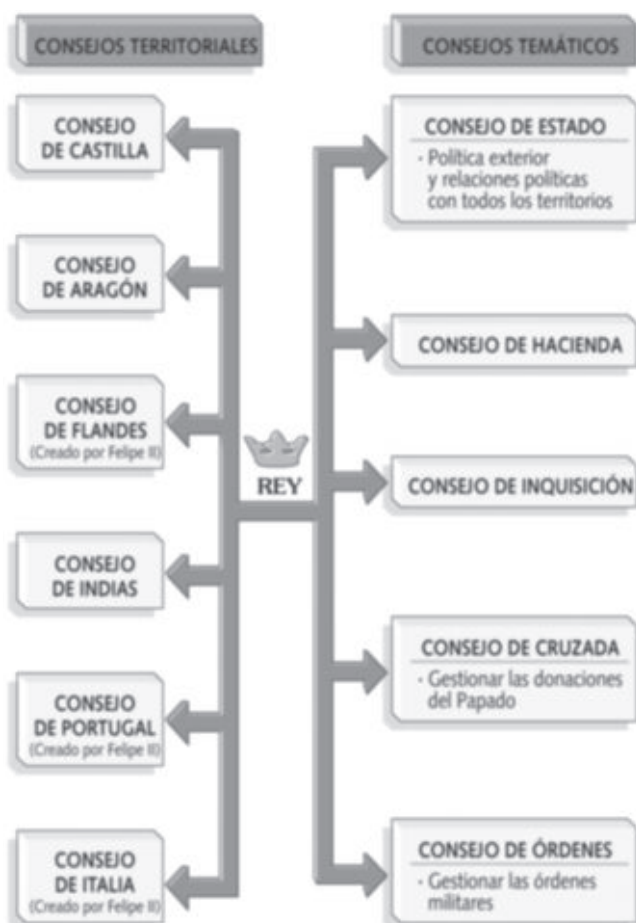 CONSEJOS TERRITORIALES
CONSEJO
DE CASTILLA
CONSEJO
DE ARAGÓN
CONSEJO
DE FLANDES
(Creado por Felipe II)
CONSEJO
DE INDIAS
CONSEJO
DE PORTUGAL
(Creado por Felipe II)
CONSEJO
DE ITALIA
(Creado por Felipe II)
REY
CONSEJOS TEMÁTICOS
CONSEJO DE ESTADO
· Política exterior
y relaciones políticas
con todos los territorios
CONSEJO DE HACIENDA
CONSEJO DE INQUISICIÓN
CONSEJO DE CRUZADA
· Gestionar las donaciones
del Papado
CONSEJO DE ÓRDENES
· Gestionar las órdenes
militares